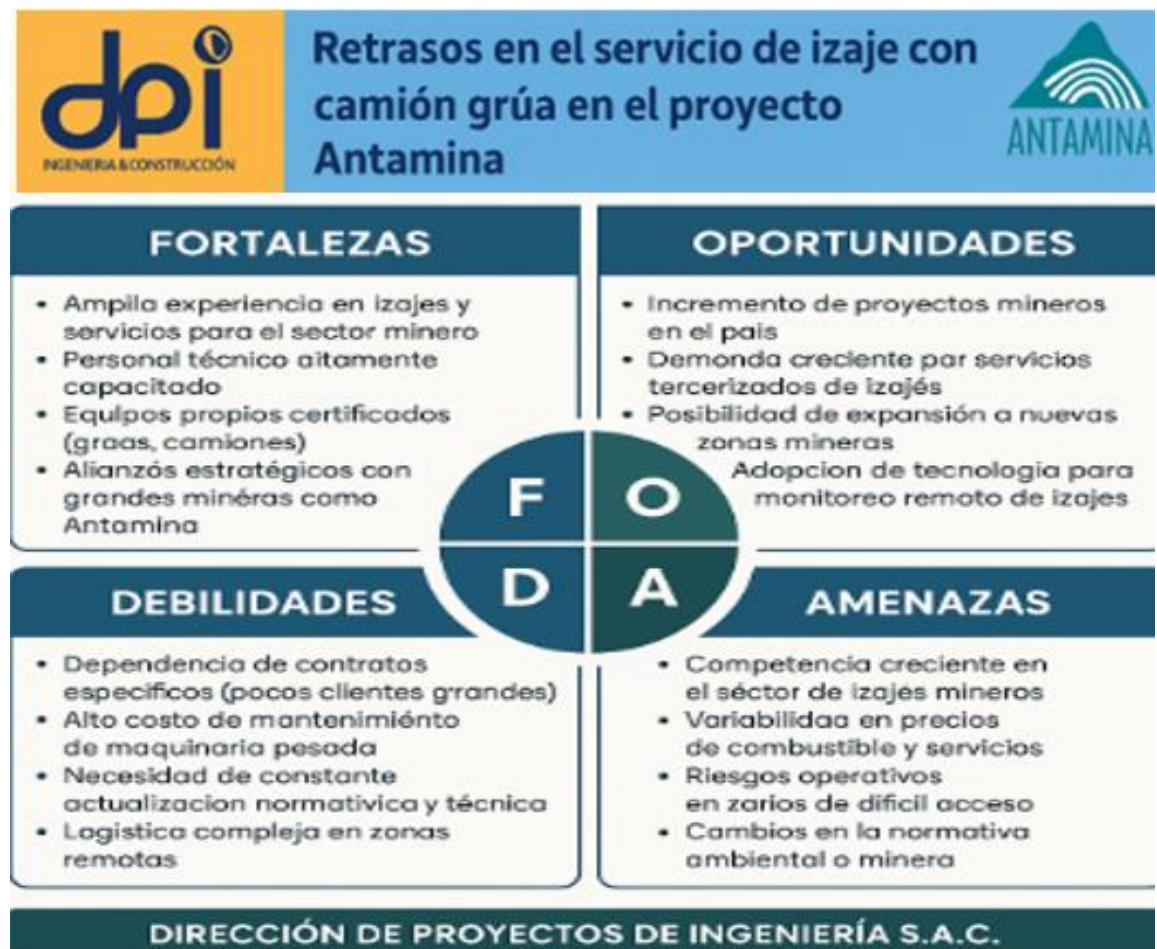 dpi
INGENIERIA & CONSTRUCCIÓN
Retrasos en el servicio de izaje con
camión grúa en el proyecto
Antamina
ANTAMINA
FORTALEZAS
• Ampila experiencia en izajes y
servicios para el sector minero
• Personal técnico aitamente
capacitado
• Equlpos propios certificados
(graas, camiones)
• Alianzós estratégicos con
grandes minéras como
Antamina
OPORTUNIDADES
• Incremento de proyectos mineros
en el pais
• Demonda creciente par servicios
tercerizados de izajés
• Posibilidad de expansión a nuevas
zonas mineras
Adopcion de tecnologia para
monitoreo remoto de izajes
F O
D A
DEBILIDADES
• Dependencia de contratos
especificos (pocos clientes grandes)
• Alto costo de mantenimiénto
de maquinaria pesada
• Necesidad de constante
actualizacion normativica y técnica
• Lagistica compleja en zonas
remotas
AMENAZAS
• Competencia creciente en
el séctor de izajes mineros
• Variabilidaa en precios
de combustible y servicios
• Riesgos operativos
en zarios de dificil acceso
• Cambios en la normativa
ambiental o minera
DIRECCIÓN DE PROYECTOS DE INGENIERÍA S.A.C.